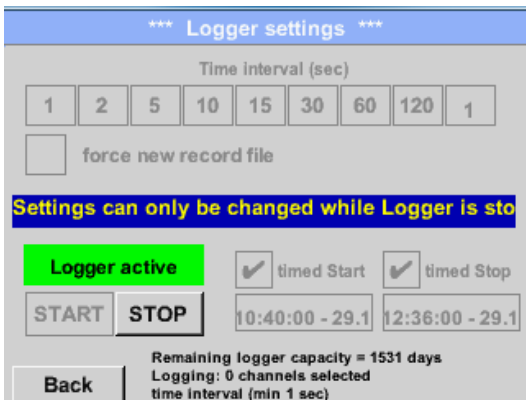 *** Logger settings ***
Time interval (sec)
1 2 5 10 15 30 60 120 1
force new record file
Settings can only be changed while Logger is sto
Logger active
timed Start timed Stop
START STOP 10:40:00 - 29.1 12:36:00 - 29.1
Remaining logger capacity = 1531 days
Logging: 0 channels selected
time interval (min 1 sec)
Back